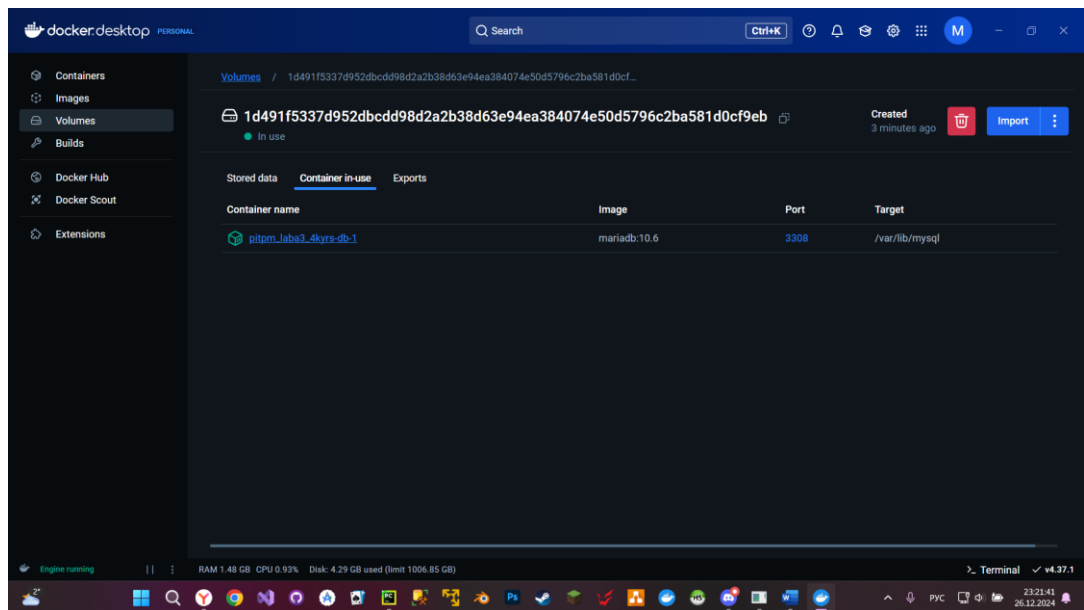 docker.desktop PERSONAL
Search
Ctrl+K
M
Containers
Images
Volumes
Builds
Docker Hub
Docker Scout
Extensions
Volumes / 1d491f5337d952dbcdd98d2a2b38d63e94ea384074e50d5796c2ba581d0cf…
1d491f5337d952dbcdd98d2a2b38d63e94ea384074e50d5796c2ba581d0cf9eb
In use
Created
3 minutes ago
Import
Stored data Container in-use Exports
Container name Image Port Target
pitpm_laba3_4kyrs-db-1 mariadb:10.6 3308 /var/lib/mysql
Engine running RAM 1.48 GB CPU 0.93% Disk: 4.29 GB used (limit 1006.85 GB) Terminal v4.37.1
2°
РУС
23:21:41
26.12.2024